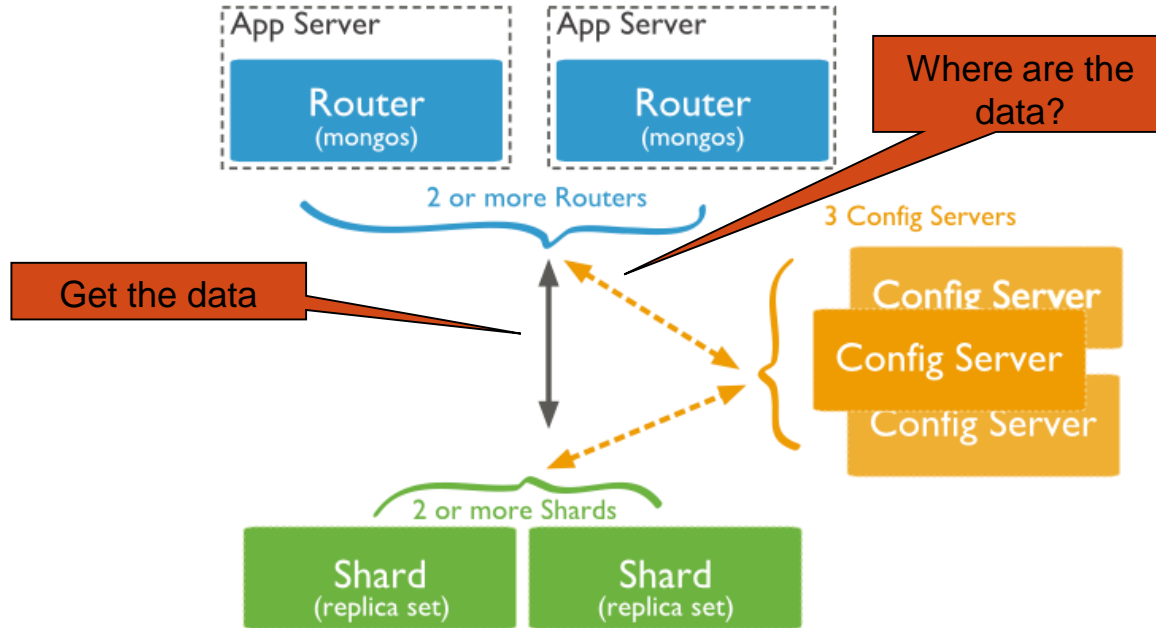 App Server
App Server
Router
(mongos)
Router
(mongos)
Where are the
data?
2 or more Routers
3 Config Servers
Get the data
Config Server
Config Server
Config Server
2 or more Shards
Shard
(replica set)
Shard
(replica set)